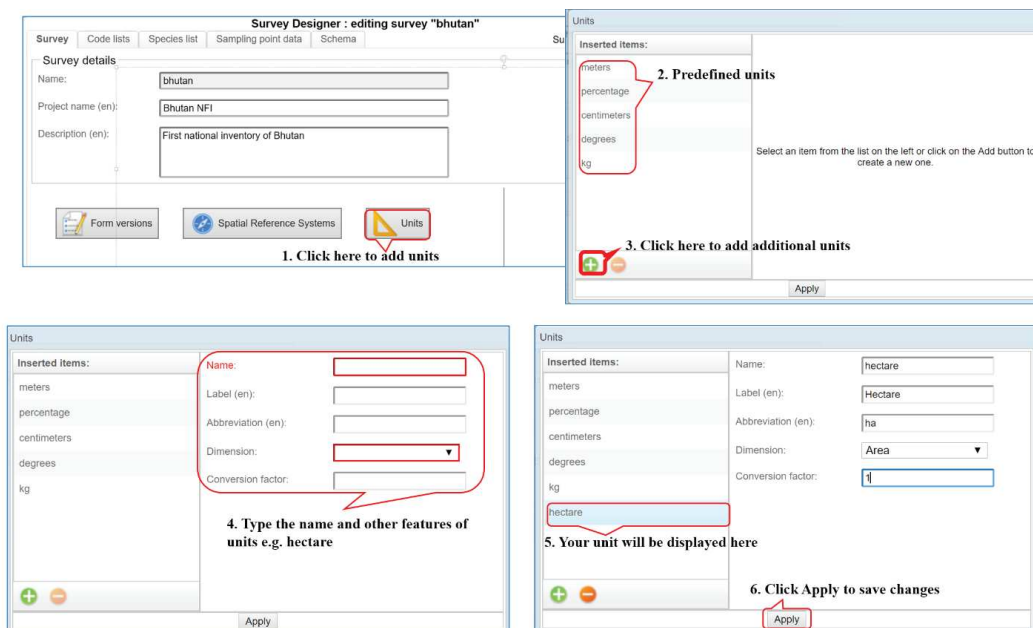 Survey Designer : editing survey "bhutan"
Survey Code lists Species list Sampling point data Schema Su
Survey details
Name: bhutan
Project name (en): Bhutan NFI
Description (en): First national inventory of Bhutan
Form versions Spatial Reference Systems Units
1. Click here to add units
Units
Inserted items:
meters
2. Predefined units
percentage
centimeters
degrees
kg
Select an item from the list on the left or click on the Add button to
create a new one.
3. Click here to add additional units
Apply
Units
Inserted items:
meters
percentage
centimeters
degrees
kg
Name:
Label (en):
Abbreviation (en):
Dimension:
Conversion factor:
4. Type the name and other features of
units e.g. hectare
Apply
Units
Inserted items:
meters
percentage
centimeters
degrees
kg
hectare
Name: hectare
Label (en): Hectare
Abbreviation (en): ha
Dimension: Area
Conversion factor: 1
5. Your unit will be displayed here
6. Click Apply to save changes
Apply